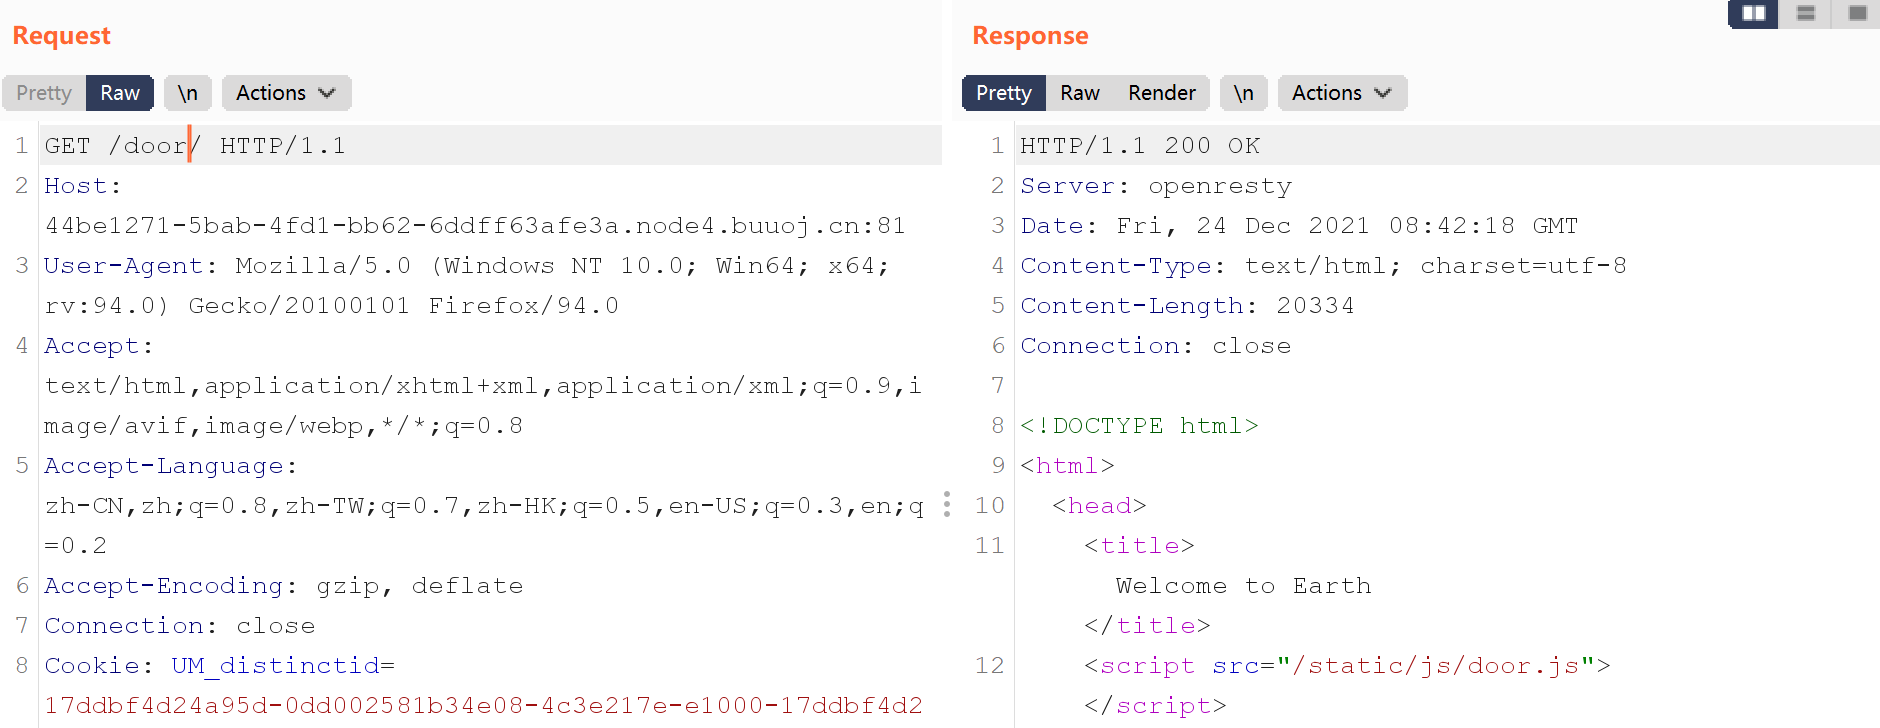 Request
Pretty Raw \n Actions
1 GET /door/ HTTP/1.1
2 Host:
44be1271-5bab-4fd1-bb62-6ddff63afe3a.node4.buuoj.cn:81
3 User-Agent: Mozilla/5.0 (Windows NT 10.0; Win64; x64;
rv:94.0) Gecko/20100101 Firefox/94.0
4 Accept:
text/html,application/xhtml+xml,application/xml;q=0.9,i
mage/avif,image/webp,*/*;q=0.8
5 Accept-Language:
zh-CN,zh;q=0.8,zh-TW;q=0.7,zh-HK;q=0.5,en-US;q=0.3,en;q
=0.2
6 Accept-Encoding: gzip, deflate
7 Connection: close
8 Cookie: UM_distinctid=
17ddbf4d24a95d-0dd002581b34e08-4c3e217e-e1000-17ddbf4d2
Response
Pretty Raw Render \n Actions
1 HTTP/1.1 200 OK
2 Server: openresty
3 Date: Fri, 24 Dec 2021 08:42:18 GMT
4 Content-Type: text/html; charset=utf-8
5 Content-Length: 20334
6 Connection: close
7
8 <!DOCTYPE html>
9 <html>
10 <head>
11 <title>
Welcome to Earth
</title>
12 <script src="/static/js/door.js">
</script>